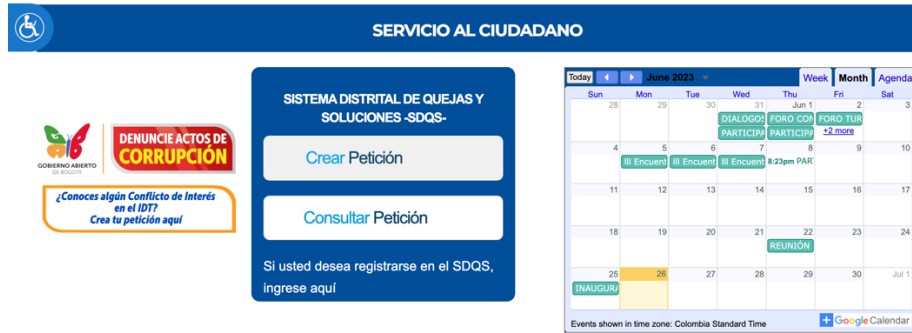 SERVICIO AL CIUDADANO
GOBIERNO ABIERTO
DE BOGOTÁ
DENUNCIE ACTOS DE
CORRUPCIÓN
¿Conoces algún Conflicto de Interés
en el IDT?
Crea tu petición aquí
SISTEMA DISTRITAL DE QUEJAS Y
SOLUCIONES -SDQS-
Crear Petición
Consultar Petición
Si usted desea registrarse en el SDQS,
ingrese aquí
Today June 2023 Week Month Agenda
Sun Mon Tue Wed Thu Fri Sat
28 29 30 31 Jun 1 2 3
DIALOGOS FORO CON FORO TUR
PARTICIPA PARTICIPA +2 more
4 5 6 7 8 9 10
III Encuent III Encuent III Encuent 8:23pm PAR
11 12 13 14 15 16 17
18 19 20 21 22 23 24
REUNIÓN
25 26 27 28 29 30 Jul 1
INAUGURA
Events shown in time zone: Colombia Standard Time
Google Calendar